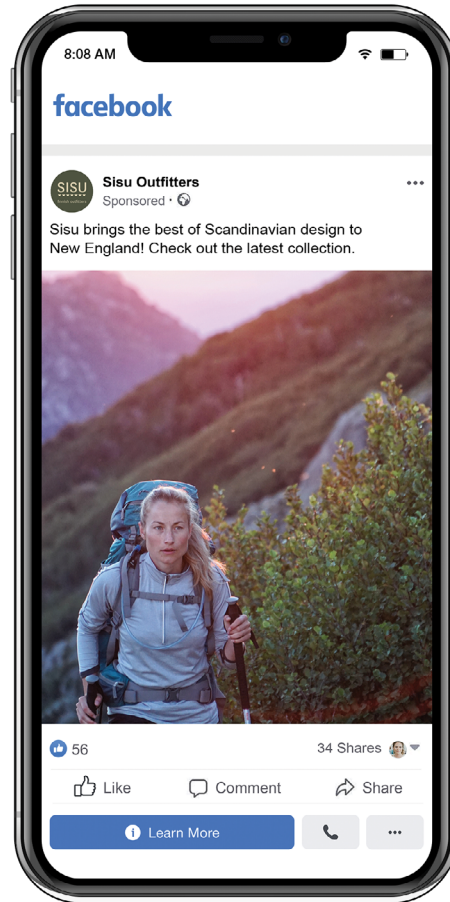 8:08 AM
facebook
Sisu Outfitters
SISU
Sponsored ·
Sisu brings the best of Scandinavian design to
New England! Check out the latest collection.
56
34 Shares
Like Comment Share
Learn More